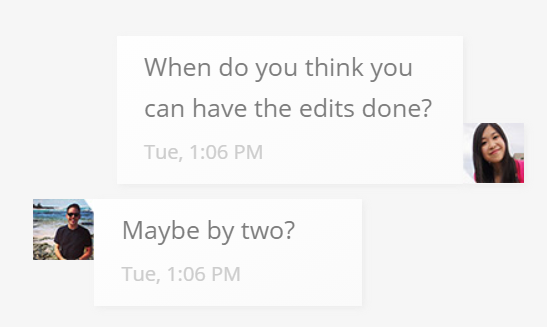 When do you think you
can have the edits done?
Tue, 1:06 PM
Maybe by two?
Tue, 1:06 PM